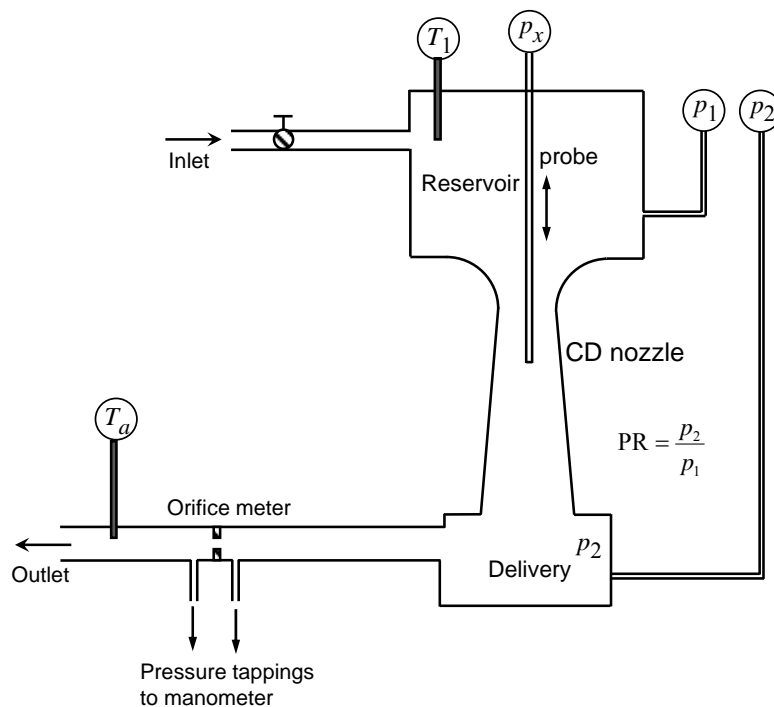 T1
px
p1
p2
Inlet
Reservoir
probe
CD nozzle
Ta
PR = p2/p1
Orifice meter
p2
Outlet
Delivery
Pressure tappings
to manometer